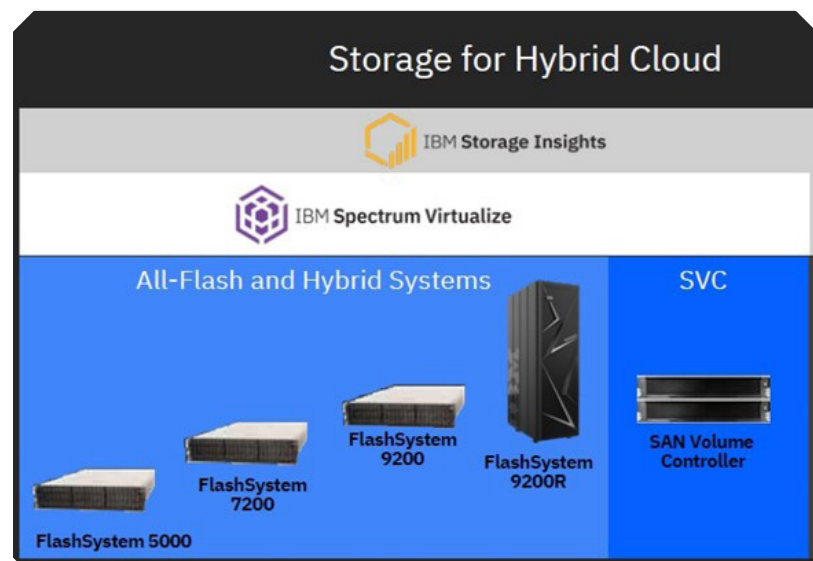 Storage for Hybrid Cloud
IBM Storage Insights
IBM Spectrum Virtualize
All-Flash and Hybrid Systems
SVC
FlashSystem 5000
FlashSystem
7200
FlashSystem
9200
FlashSystem
9200R
SAN Volume
Controller